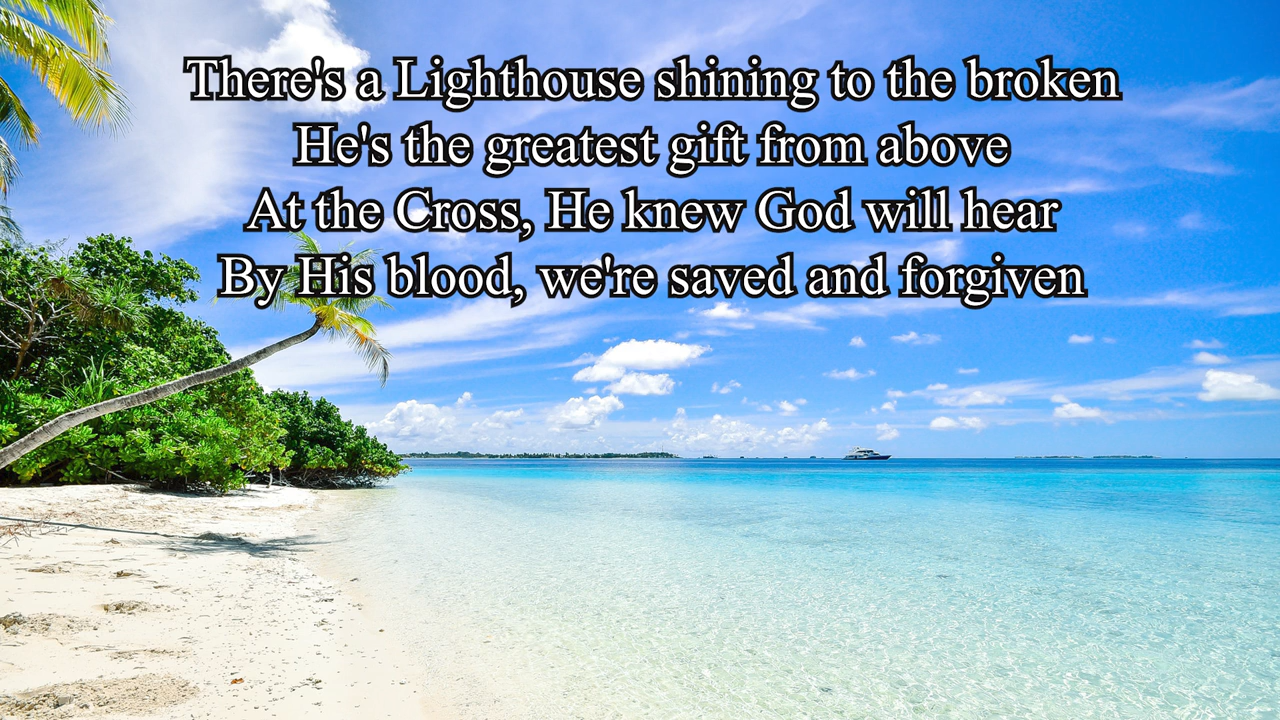 There's a Lighthouse shining to the broken
He's the greatest gift from above
At the Cross, He knew God will hear
By His blood, we're saved and forgiven